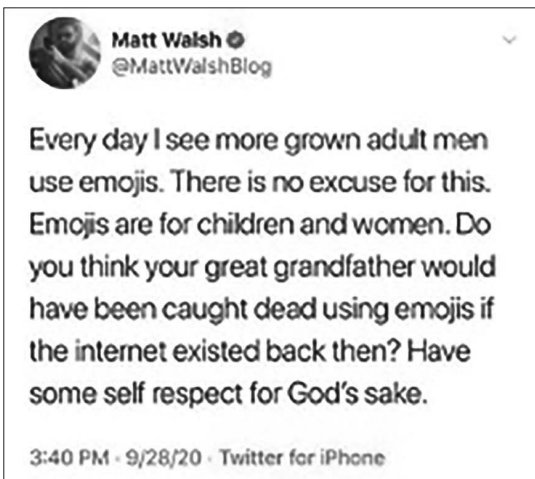 Matt Walsh
@MattWalshBlog
Every day I see more grown adult men
use emojis. There is no excuse for this.
Emojis are for children and women. Do
you think your great grandfather would
have been caught dead using emojis if
the internet existed back then? Have
some self respect for God's sake.
3:40 PM · 9/28/20 · Twitter for iPhone